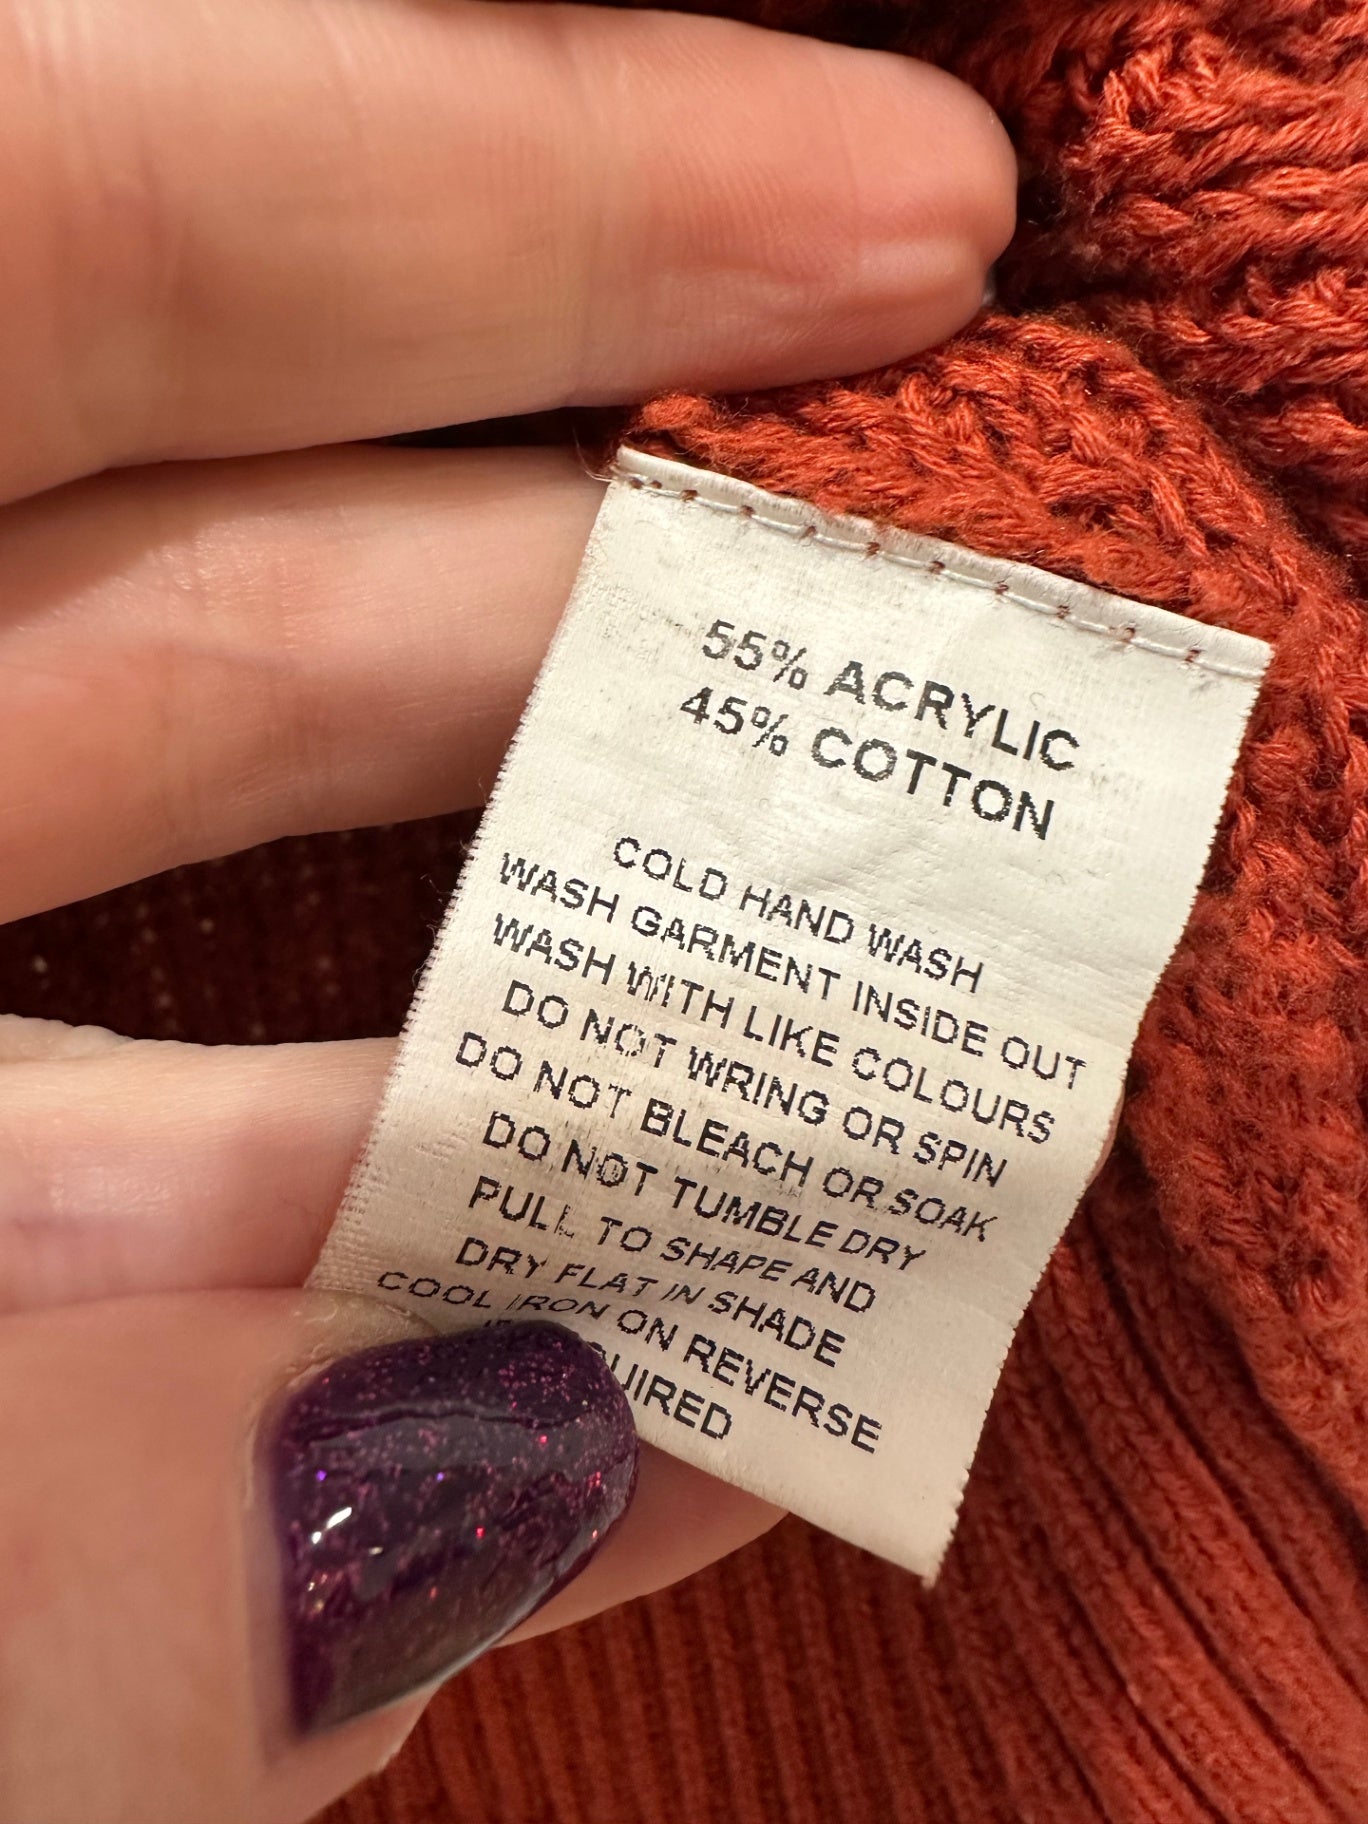 55% ACRYLIC
45% COTTON
COLD HAND WASH
WASH GARMENT INSIDE OUT
WASH WITH LIKE COLOURS
DO NOT WRING OR SPIN
DO NOT BLEACH OR SOAK
DO NOT TUMBLE DRY
PULL TO SHAPE AND
DRY FLAT IN SHADE
COOL IRON ON REVERSE